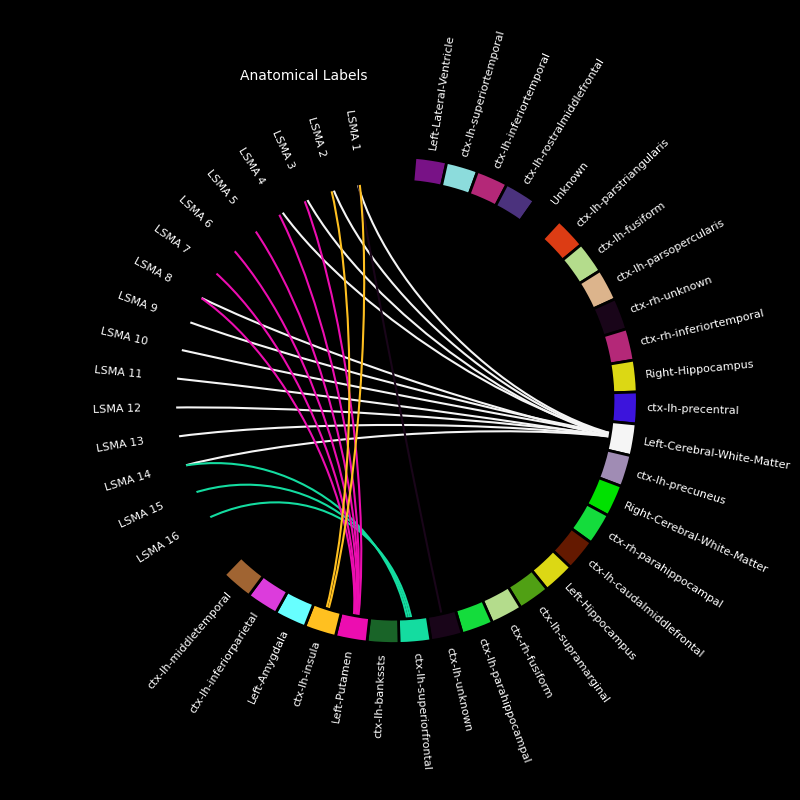 Anatomical Labels
Left-Lateral-Ventricle
ctx-lh-superiortemporal
ctx-lh-inferiortemporal
ctx-lh-rostralmiddlefrontal
Unknown
ctx-lh-parstriangularis
ctx-lh-fusiform
ctx-lh-parsopercularis
ctx-rh-unknown
ctx-rh-inferiortemporal
Right-Hippocampus
ctx-lh-precentral
Left-Cerebral-White-Matter
ctx-lh-precuneus
Right-Cerebral-White-Matter
ctx-rh-parahippocampal
ctx-lh-caudalmiddlefrontal
Left-Hippocampus
ctx-lh-supramarginal
ctx-rh-fusiform
ctx-lh-parahippocampal
ctx-lh-unknown
ctx-lh-superiorfrontal
ctx-lh-bankssts
Left-Putamen
ctx-lh-insula
Left-Amygdala
ctx-lh-inferiorparietal
ctx-lh-middletemporal
LSMA 16
LSMA 15
LSMA 14
LSMA 13
LSMA 12
LSMA 11
LSMA 10
LSMA 9
LSMA 8
LSMA 7
LSMA 6
LSMA 5
LSMA 4
LSMA 3
LSMA 2
LSMA 1